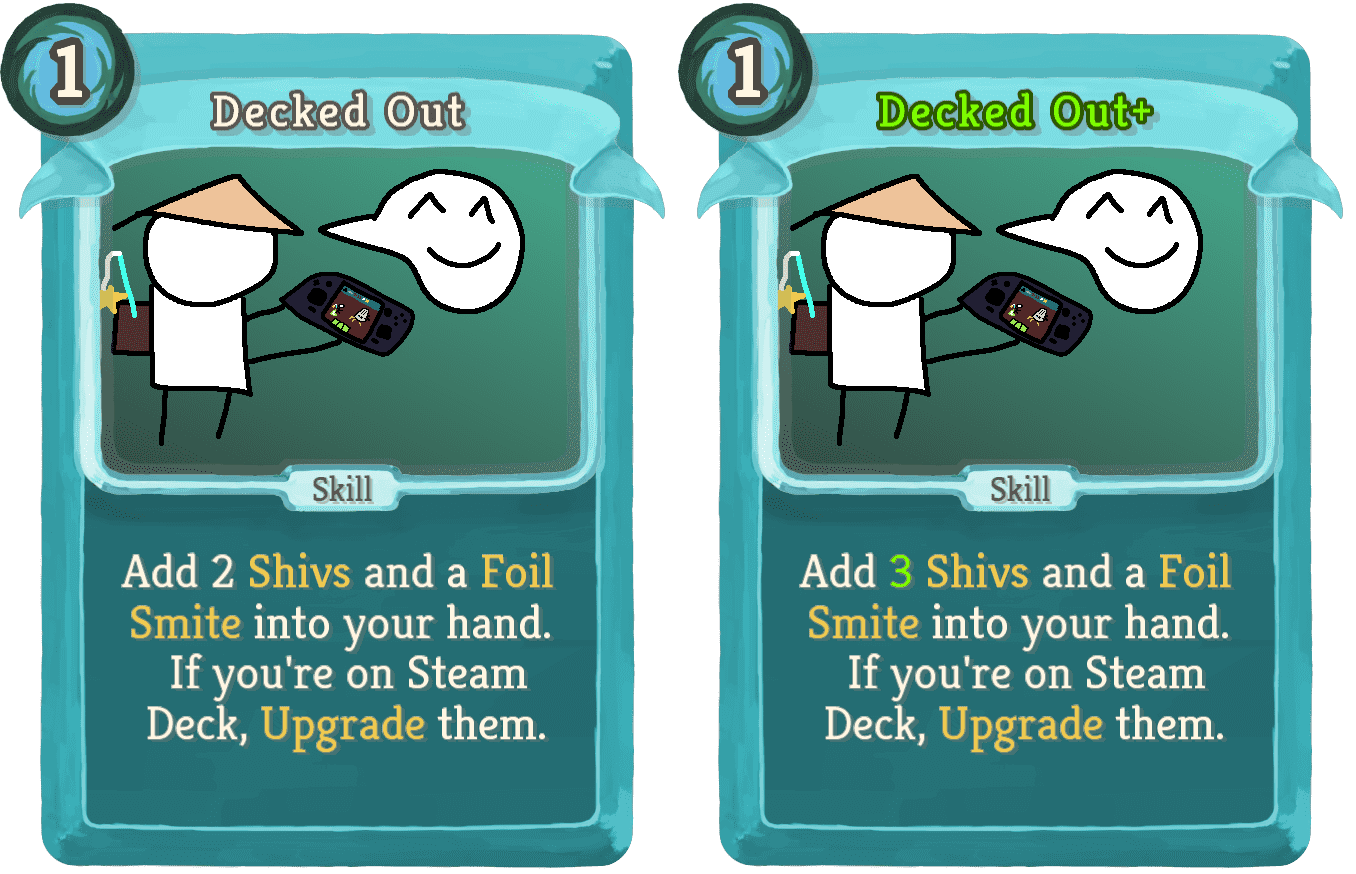 1
Decked Out
Skill
Add 2 Shivs and a Foil
Smite into your hand.
If you're on Steam
Deck, Upgrade them.
1
Decked Out+
Skill
Add 3 Shivs and a Foil
Smite into your hand.
If you're on Steam
Deck, Upgrade them.